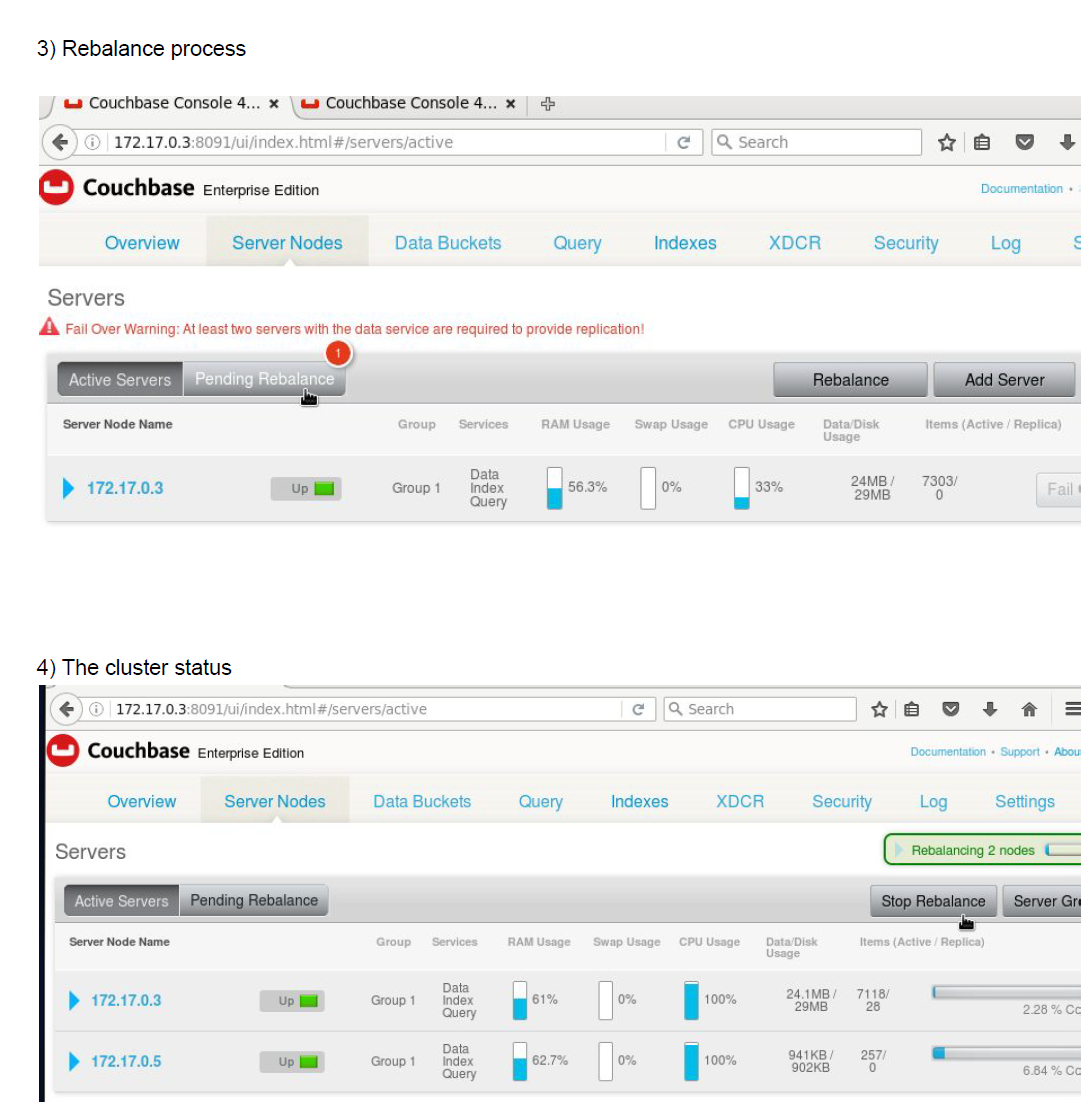 3) Rebalance process
Couchbase Console 4... × Couchbase Console 4... ×
172.17.0.3:8091/ui/index.html#/servers/active Search
Couchbase Enterprise Edition Documentation •
Overview Server Nodes Data Buckets Query Indexes XDCR Security Log S
Servers
Fail Over Warning: At least two servers with the data service are required to provide replication!
1
Active Servers Pending Rebalance Rebalance Add Server
Server Node Name Group Services RAM Usage Swap Usage CPU Usage Data/Disk Items (Active / Replica)
Usage
Data
172.17.0.3 Up Group 1 Index 56.3% 0% 33% 24MB / 7303/ Fail
Query 29MB 0
4) The cluster status
172.17.0.3:8091/ui/index.html#/servers/active Search
Couchbase Enterprise Edition Documentation • Support • Abou
Overview Server Nodes Data Buckets Query Indexes XDCR Security Log Settings
Servers Rebalancing 2 nodes
Active Servers Pending Rebalance Stop Rebalance Server Gr
Server Node Name Group Services RAM Usage Swap Usage CPU Usage Data/Disk Items (Active / Replica)
Usage
Data
172.17.0.3 Up Group 1 Index 61% 0% 100% 24.1MB / 7118/
Query 29MB 28 2.28 % Co
Data
172.17.0.5 Up Group 1 Index 62.7% 0% 100% 941KB / 257/
Query 902KB 0 6.84 % Co